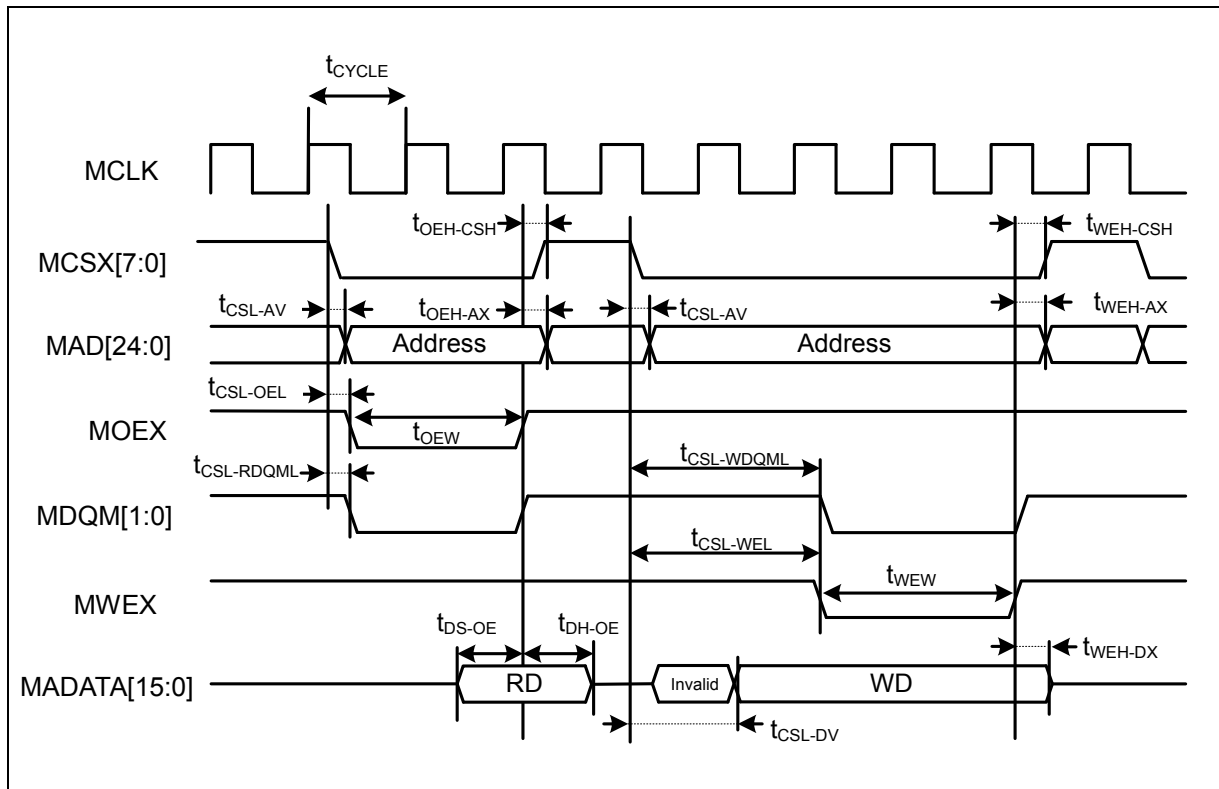 tCYCLE
MCLK
tOEH-CSH
tWEH-CSH
MCSX[7:0]
tCSL-AV
tOEH-AX
tCSL-AV
tWEH-AX
MAD[24:0]
Address
Address
tCSL-OEL
MOEX
tOEW
tCSL-RDQML
tCSL-WDQML
MDQM[1:0]
tCSL-WEL
tWEW
MWEX
tDS-OE
tDH-OE
tWEH-DX
MADATA[15:0]
RD
Invalid
WD
tCSL-DV